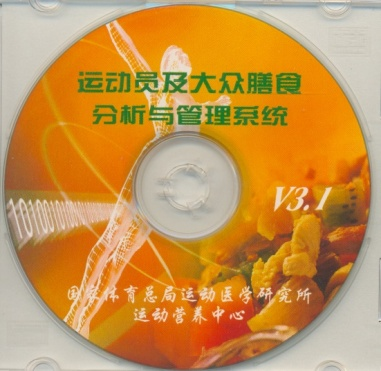 运动员及大众膳食
分析与管理系统
V3.1
国家体育总局运动医学研究所
运动营养中心